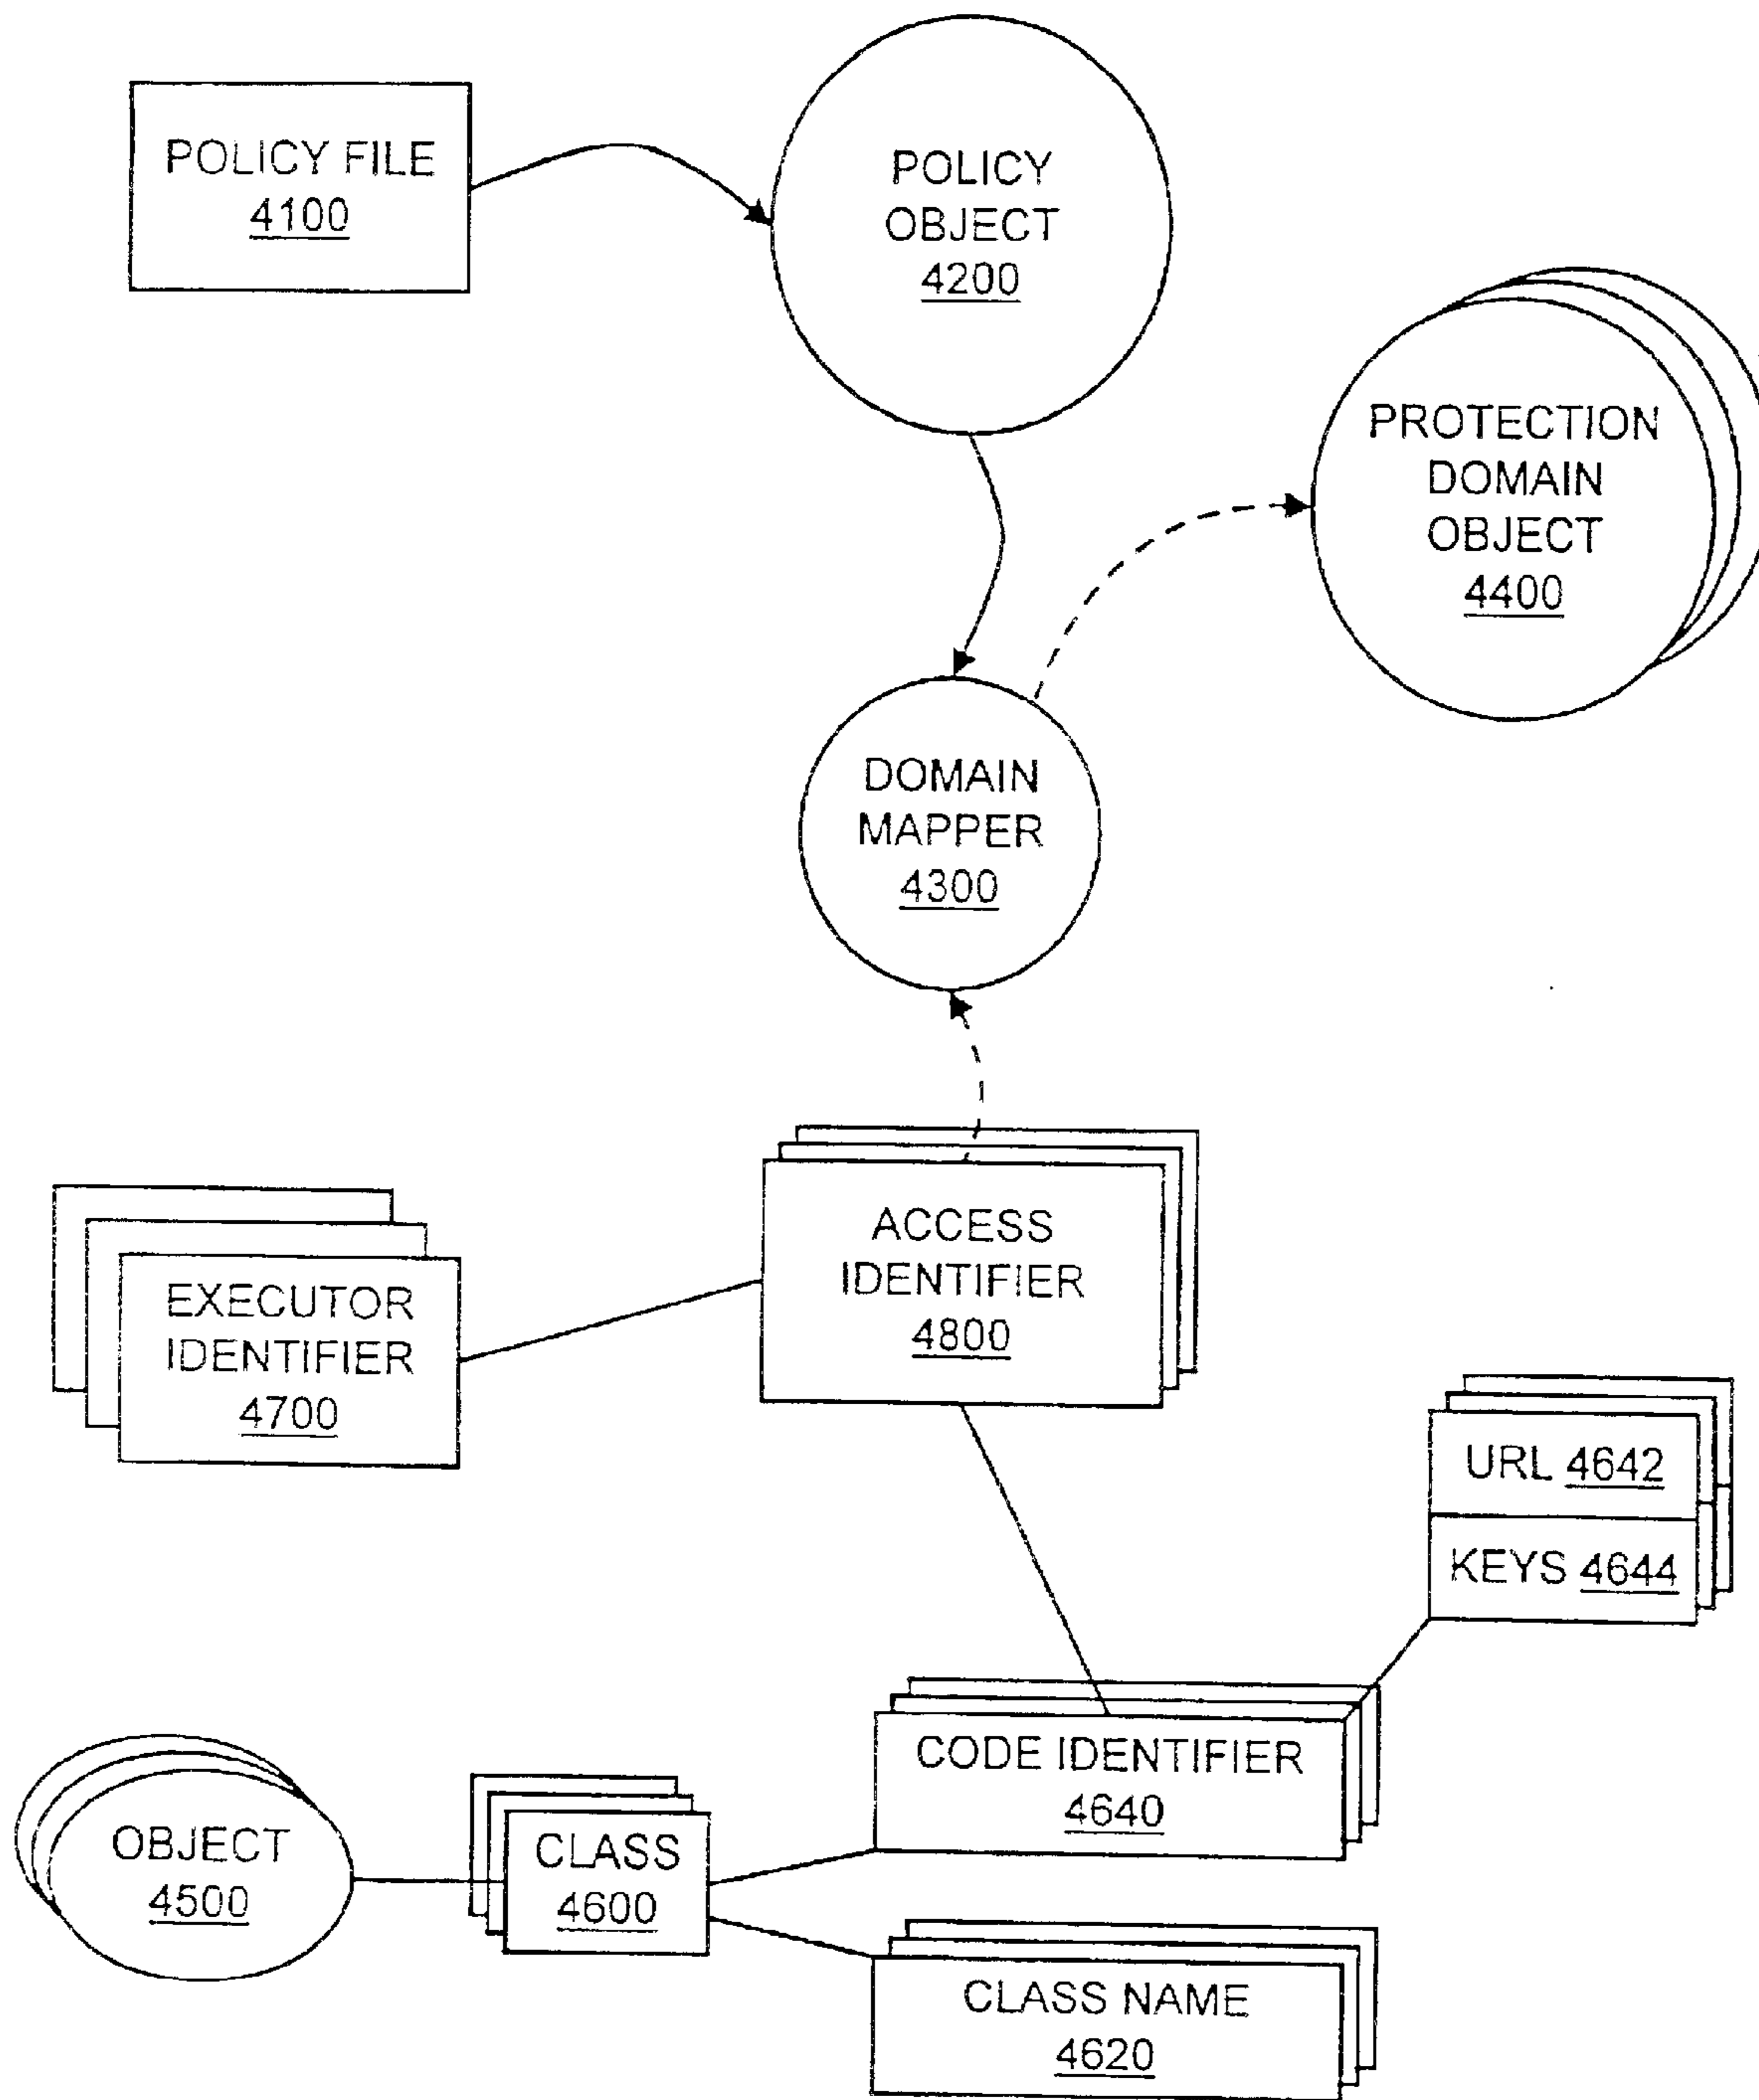 POLICY FILE
4100
POLICY
OBJECT
4200
PROTECTION
DOMAIN
OBJECT
4400
DOMAIN
MAPPER
4300
ACCESS
IDENTIFIER
4800
EXECUTOR
IDENTIFIER
4700
URL 4642
KEYS 4644
CODE IDENTIFIER
4640
OBJECT
4500
CLASS
4600
CLASS NAME
4620